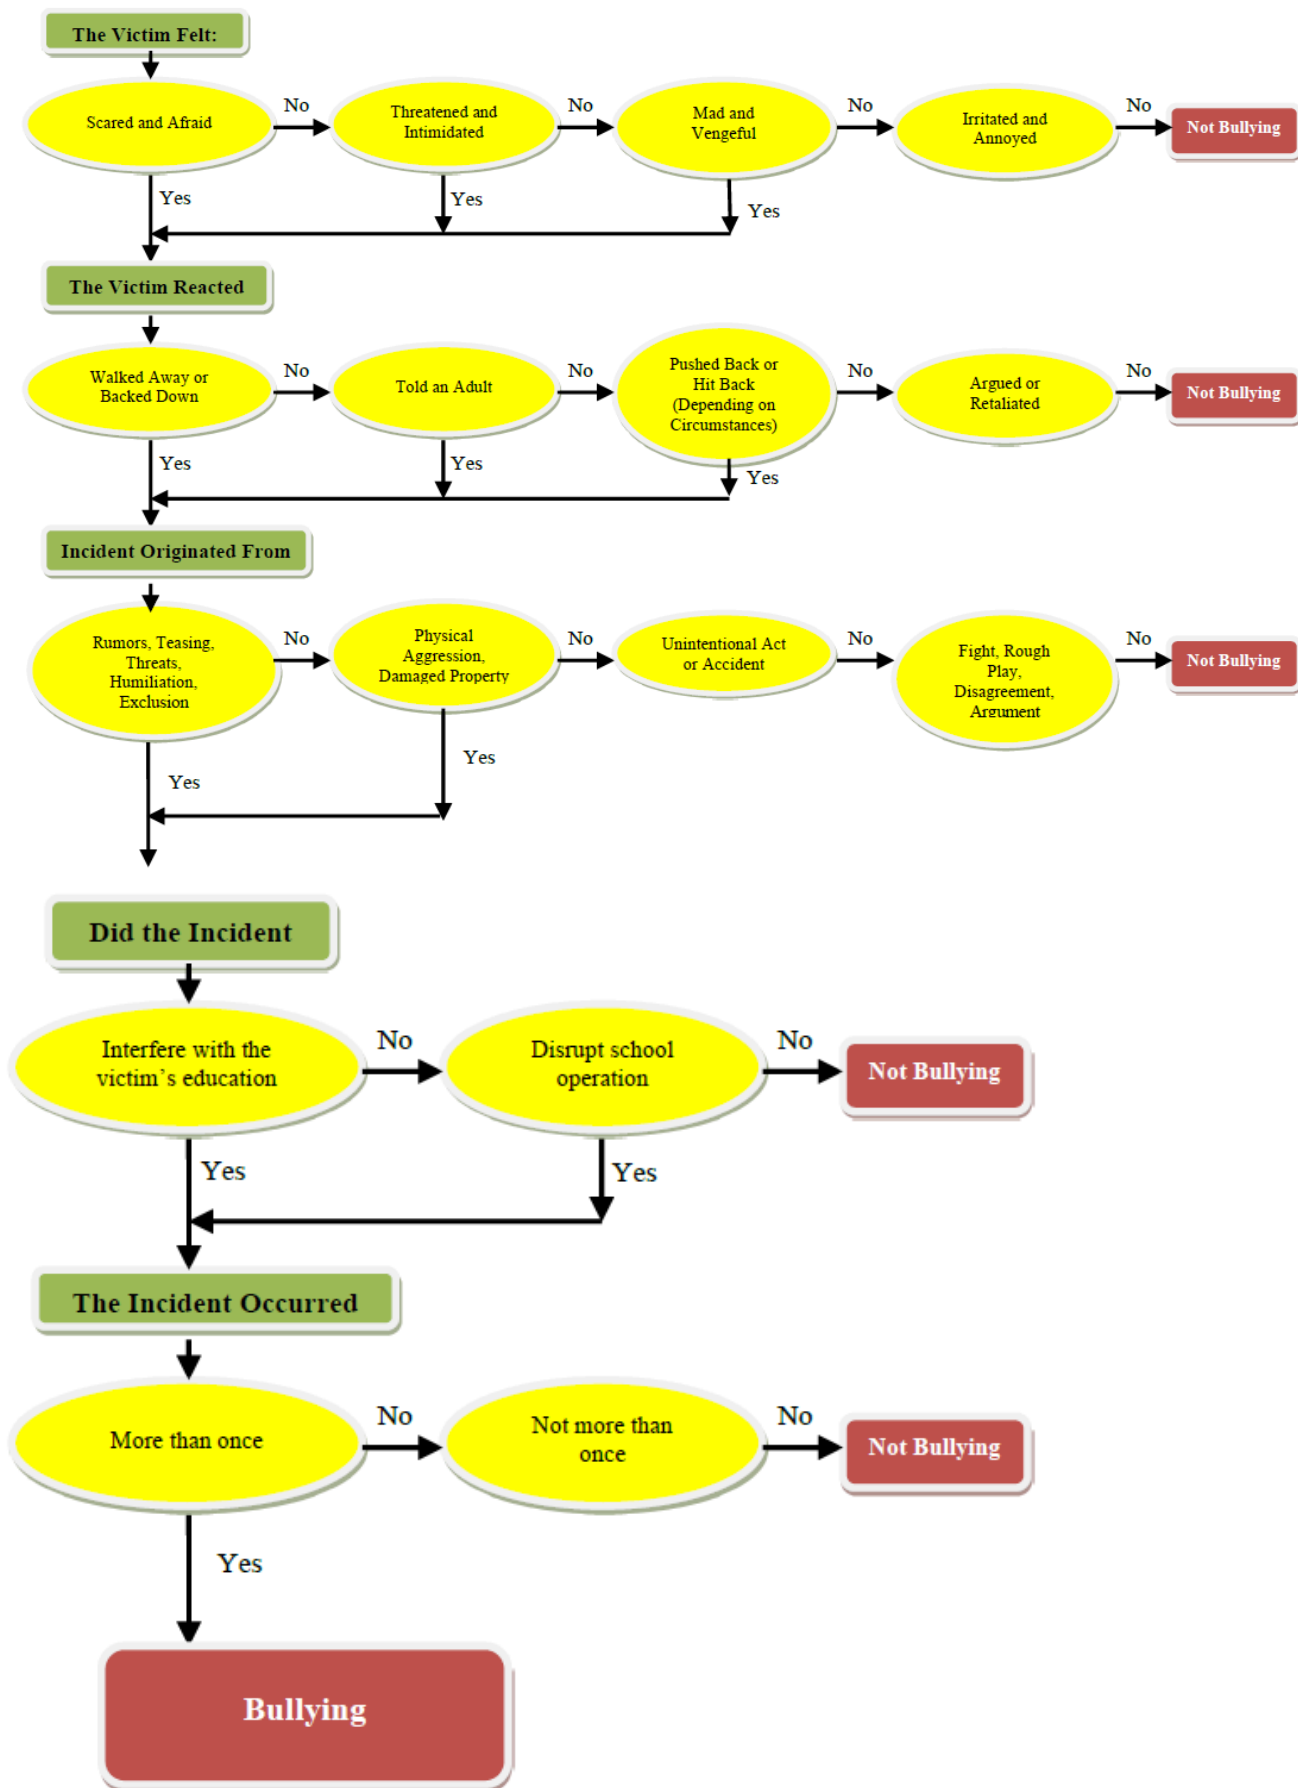 The Victim Felt:
Scared and Afraid
No
Threatened and
Intimidated
No
Mad and
Vengeful
No
Irritated and
Annoyed
No
Not Bullying
Yes
Yes
Yes
The Victim Reacted
Walked Away or
Backed Down
No
Told an Adult
No
Pushed Back or
Hit Back
(Depending on
Circumstances)
No
Argued or
Retaliated
No
Not Bullying
Yes
Yes
Yes
Incident Originated From
Rumors, Teasing,
Threats,
Humiliation,
Exclusion
No
Physical
Aggression,
Damaged Property
No
Unintentional Act
or Accident
No
Fight, Rough
Play,
Disagreement,
Argument
No
Not Bullying
Yes
Yes
Did the Incident
Interfere with the
victim's education
No
Disrupt school
operation
No
Not Bullying
Yes
Yes
The Incident Occurred
More than once
No
Not more than
once
No
Not Bullying
Yes
Bullying